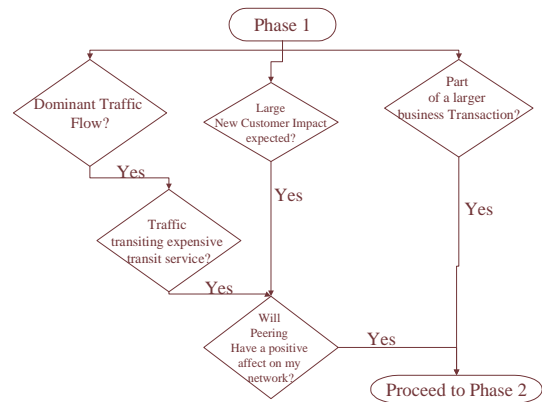 Phase 1
Dominant Traffic
Flow?
Large
New Customer Impact
expected?
Part
of a larger
business Transaction?
Yes
Yes
Yes
Traffic
transiting expensive
transit service?
Yes
Will
Peering
Have a positive
affect on my
network?
Yes
Proceed to Phase 2